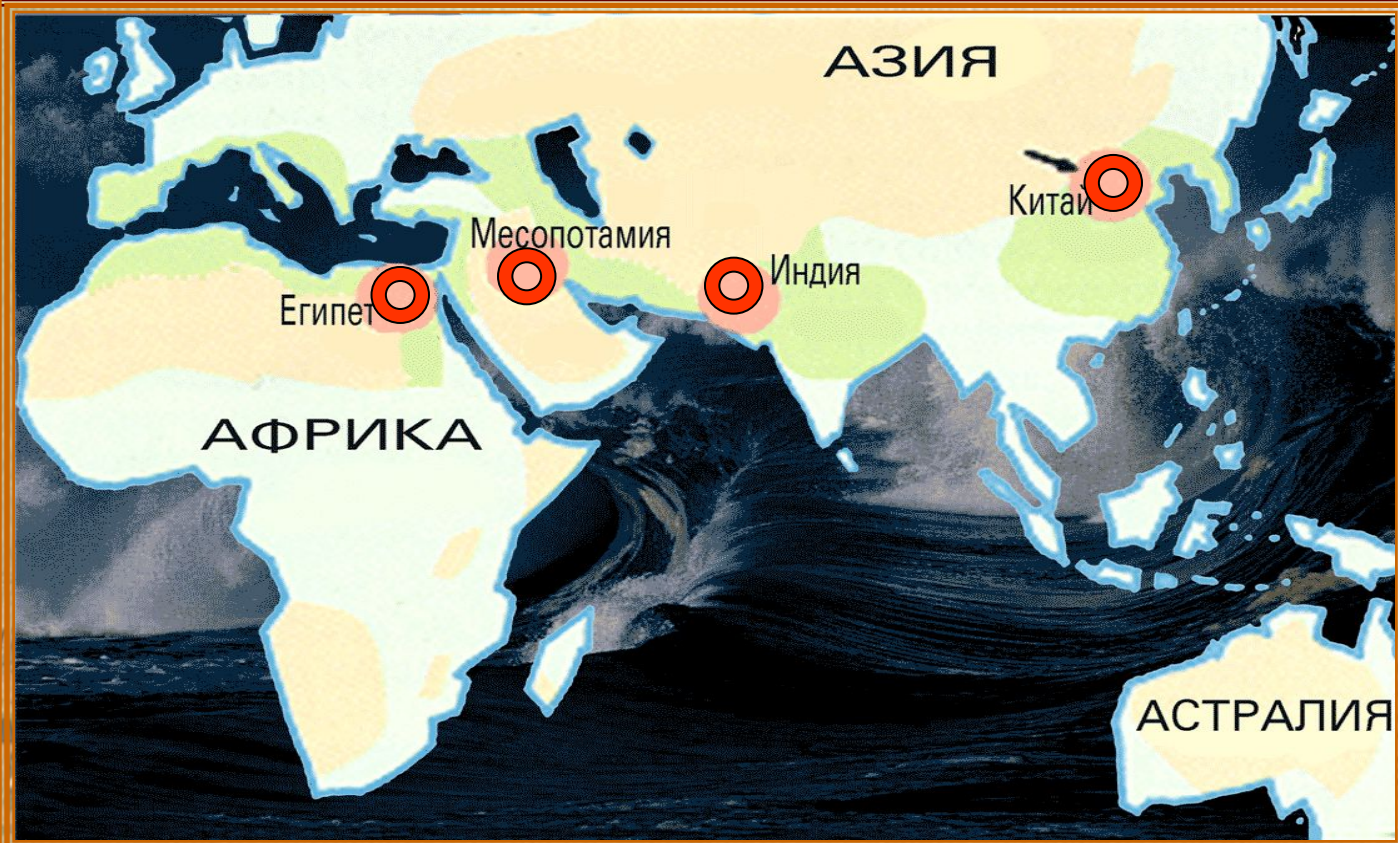 АЗИЯ
Китай
Месопотамия
Индия
Египет
АФРИКА
АСТРАЛИЯ